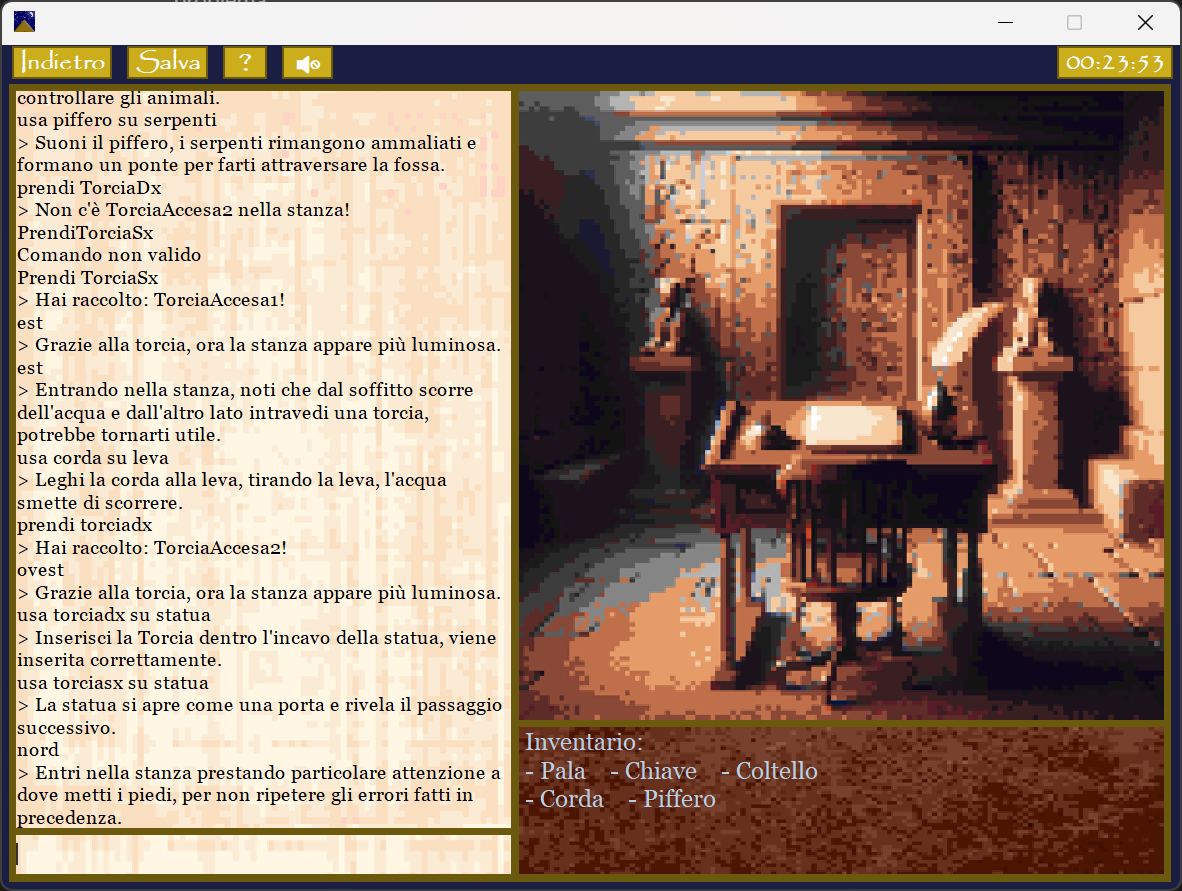 Indietro
Salva
?
00:23:53
controllare gli animali.
usa piffero su serpenti
> Suoni il piffero, i serpenti rimangono ammaliati e
formano un ponte per farti attraversare la fossa.
prendi TorciaDx
> Non c'è TorciaAccesa2 nella stanza!
PrendiTorciaSx
Comando non valido
Prendi TorciaSx
> Hai raccolto: TorciaAccesa1!
est
> Grazie alla torcia, ora la stanza appare più luminosa.
est
> Entrando nella stanza, noti che dal soffitto scorre
dell'acqua e dall'altro lato intravedi una torcia,
potrebbe tornarti utile.
usa corda su leva
> Leghi la corda alla leva, tirando la leva, l'acqua
smette di scorrere.
prendi torciadx
> Hai raccolto: TorciaAccesa2!
ovest
> Grazie alla torcia, ora la stanza appare più luminosa.
usa torciadx su statua
> Inserisci la Torcia dentro l'incavo della statua, viene
inserita correttamente.
usa torciasx su statua
> La statua si apre come una porta e rivela il passaggio
successivo.
nord
> Entri nella stanza prestando particolare attenzione a
dove metti i piedi, per non ripetere gli errori fatti in
precedenza.
Inventario:
- Pala - Chiave - Coltello
- Corda - Piffero